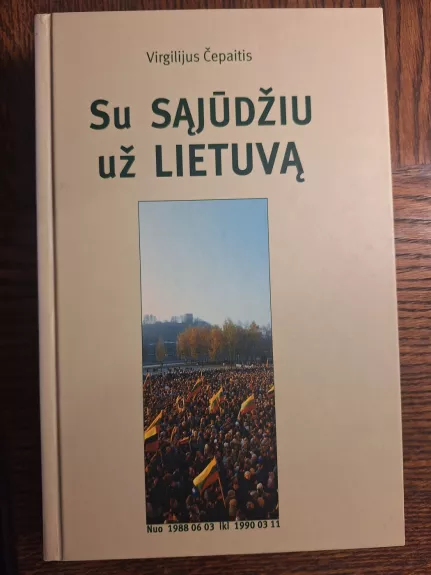 Virgilijus Čepaitis
Su SĄJŪDŽIU
už LIETUVĄ
Nuo 1988 06 03 Iki 1990 03 11